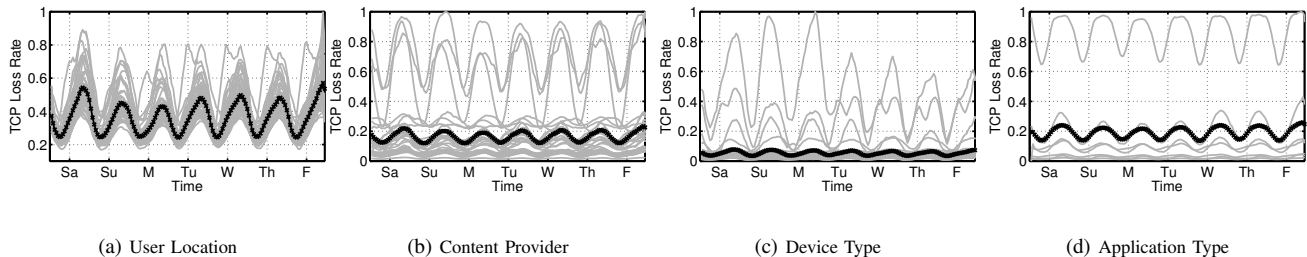 TCP Loss Rate
1
0.8
0.6
0.4
0.2
Sa Su M Tu W Th F
Time
(a) User Location
TCP Loss Rate
1
0.8
0.6
0.4
0.2
0
Sa Su M Tu W Th F
Time
(b) Content Provider
TCP Loss Rate
1
0.8
0.6
0.4
0.2
0
Sa Su M Tu W Th F
Time
(c) Device Type
TCP Loss Rate
1
0.8
0.6
0.4
0.2
0
Sa Su M Tu W Th F
Time
(d) Application Type